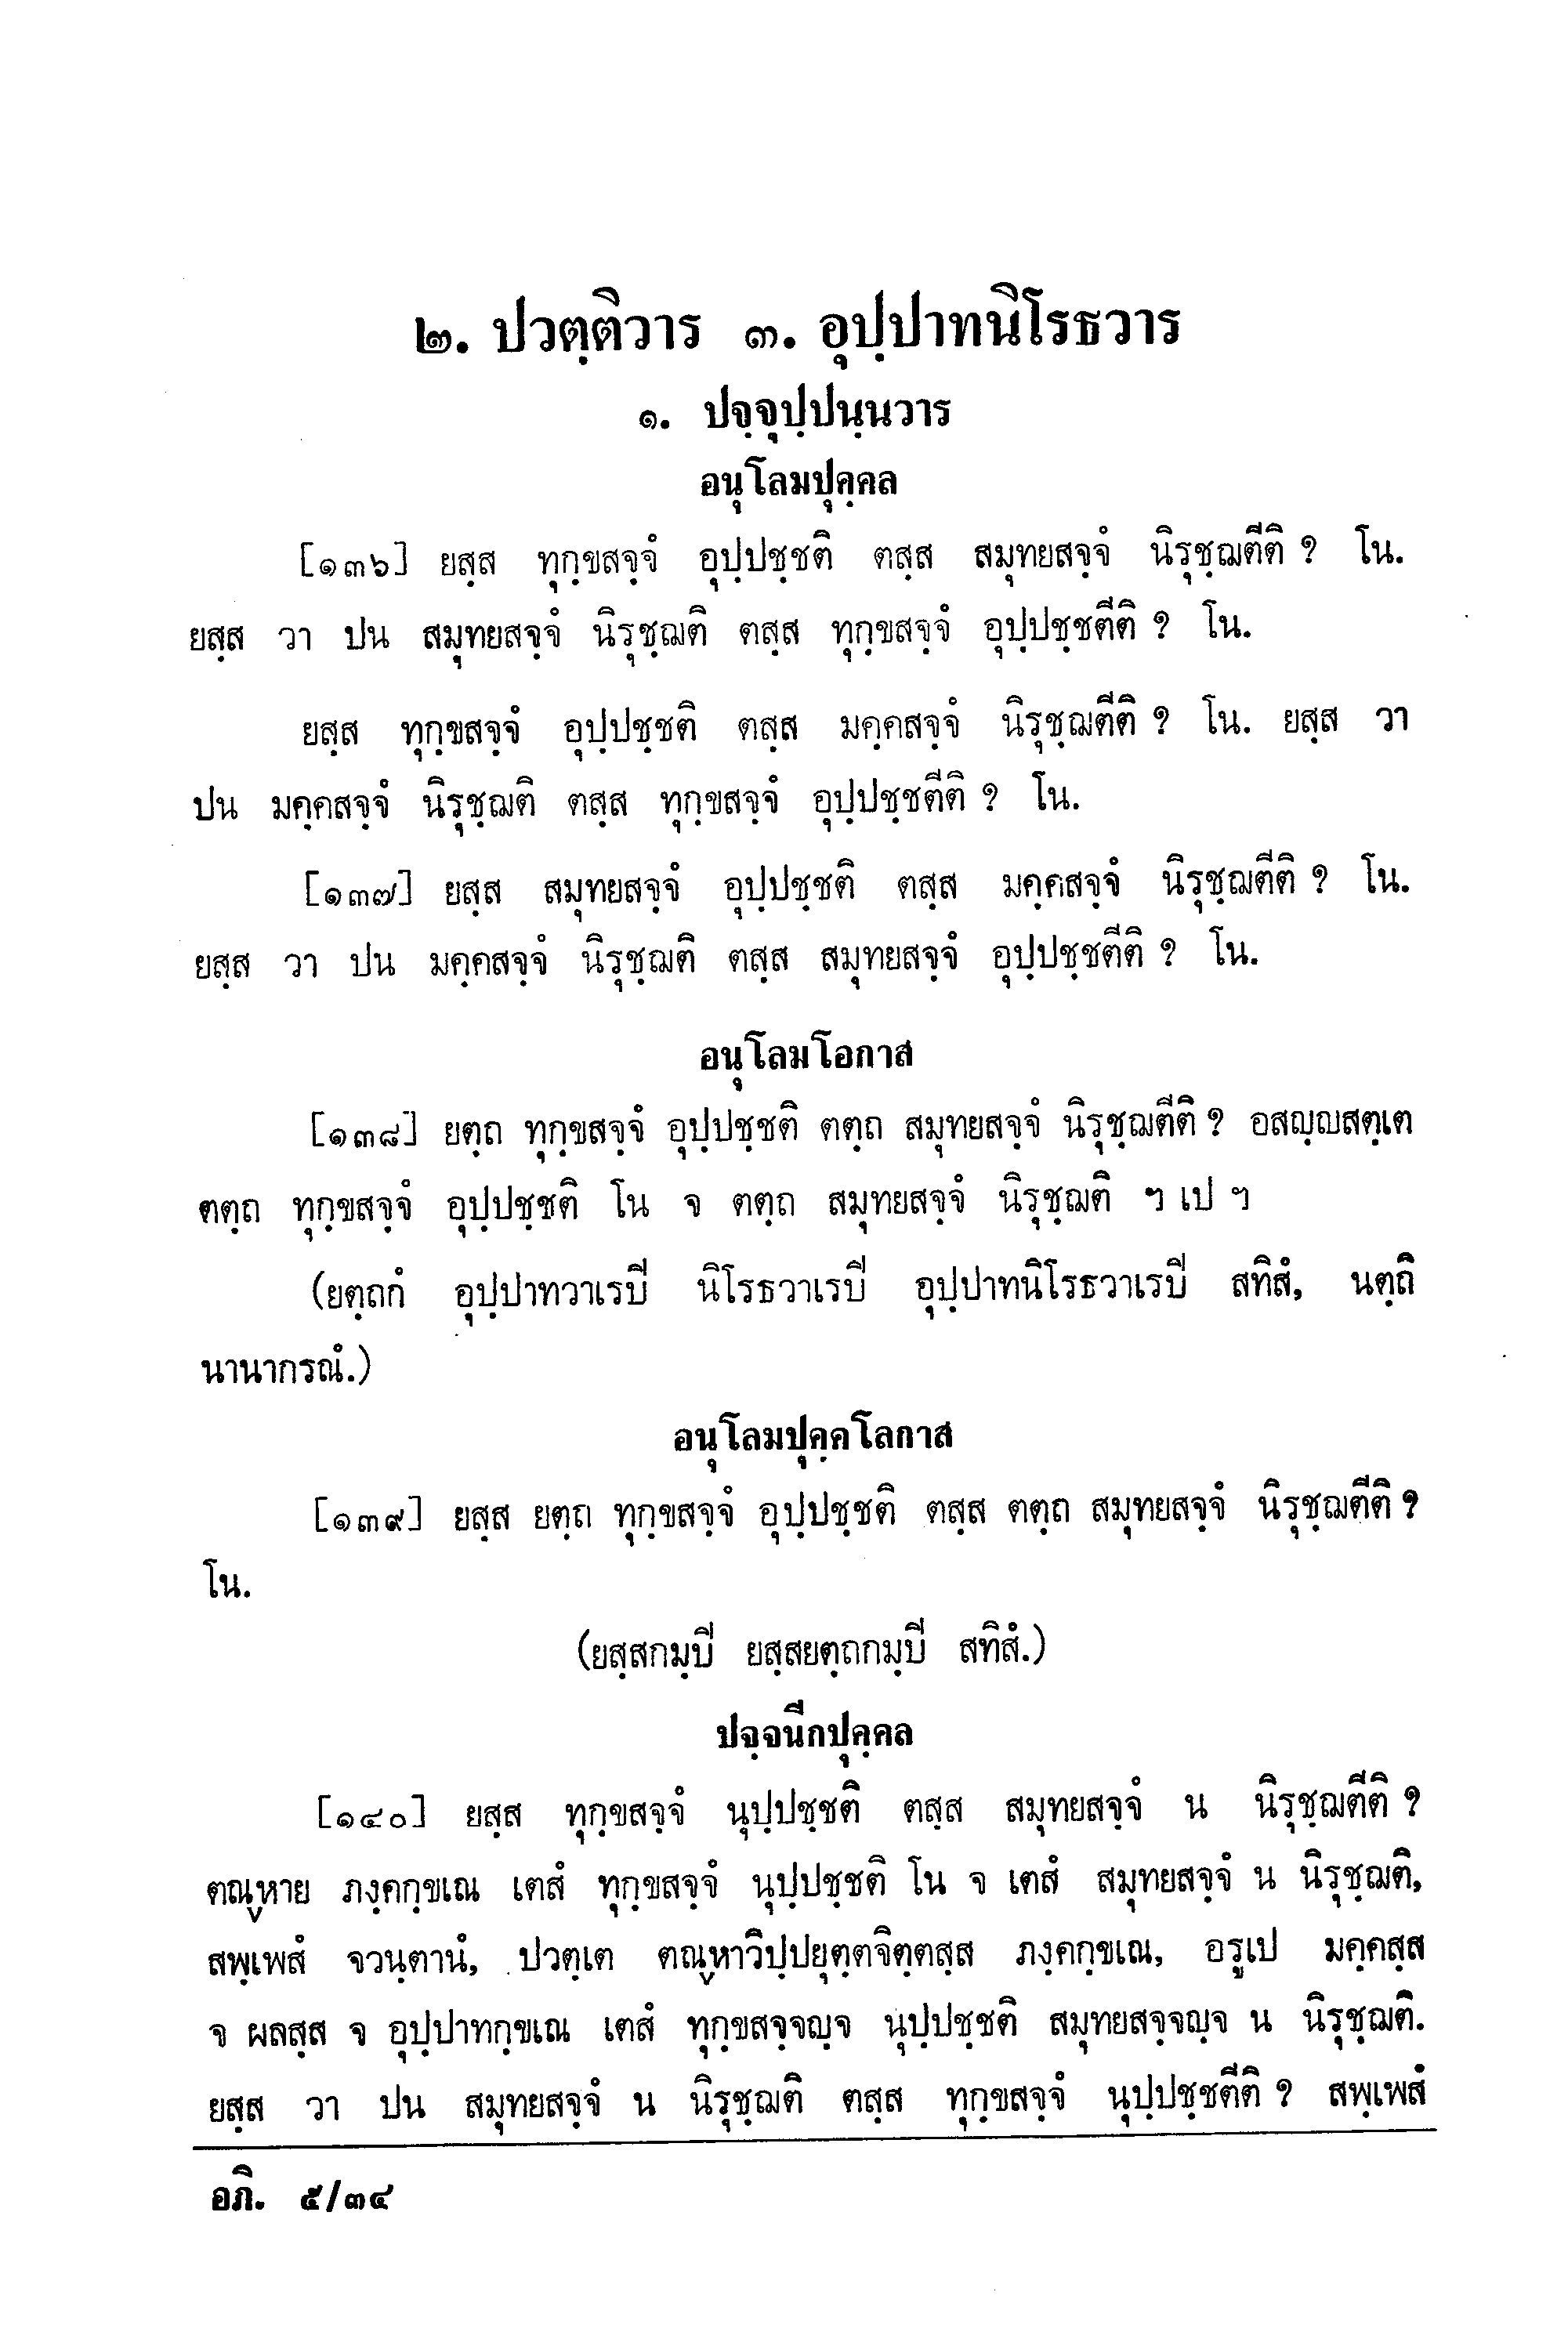 ๒. ปวตฺติวาร ๓. อุปฺปาทนิโรธวาร
๑. ปจฺจุปฺปนฺนวาร
อนุโลมปุคฺคล
[๑๓๖] ยสฺส ทุกฺขสจฺจํ อุปฺปชฺชติ ตสฺส สมุทยสจฺจํ นิรุชฺฌตีติ ? โน.
ยสฺส วา ปน สมุทยสจฺจํ นิรุชฺฌติ ตสฺส ทุกฺขสจฺจํ อุปฺปชฺชตีติ ? โน.
ยสฺส ทุกฺขสจฺจํ อุปฺปชฺชติ ตสฺส มคฺคสจฺจํ นิรุชฺฌตีติ ? โน. ยสฺส วา
ปน มคฺคสจฺจํ นิรุชฺฌติ ตสฺส ทุกฺขสจฺจํ อุปฺปชฺชตีติ ? โน.
[๑๓๗] ยสฺส สมุทยสจฺจํ อุปฺปชฺชติ ตสฺส มคฺคสจฺจํ นิรุชฺฌตีติ ? โน.
ยสฺส วา ปน มคฺคสจฺจํ นิรุชฺฌติ ตสฺส สมุทยสจฺจํ อุปฺปชฺชตีติ ? โน.
อนุโลมโอกาส
[๑๓๘] ยตฺถ ทุกฺขสจฺจํ อุปฺปชฺชติ ตตฺถ สมุทยสจฺจํ นิรุชฺฌตีติ ? อสญฺญสตฺเต
ตตฺถ ทุกฺขสจฺจํ อุปฺปชฺชติ โน จ ตตฺถ สมุทยสจฺจํ นิรุชฺฌติ ฯ เป ฯ
(ยตฺถกํ อุปฺปาทวาเรปี นิโรธวาเรปี อุปฺปาทนิโรธวาเรปี สทิสํ, นตฺถิ
นานากรณํ.)
อนุโลมปุคฺคโลกาส
[๑๓๙] ยสฺส ยตฺถ ทุกฺขสจฺจํ อุปฺปชฺชติ ตสฺส ตตฺถ สมุทยสจฺจํ นิรุชฺฌตีติ ?
โน.
(ยสฺสกมฺปี ยสฺสยตฺถกมฺปี สทิสํ.)
ปจฺจนีกปุคฺคล
[๑๔๐] ยสฺส ทุกฺขสจฺจํ นุปฺปชฺชติ ตสฺส สมุทยสจฺจํ น นิรุชฺฌตีติ ?
ตณฺหาย ภงฺคกฺขเณ เตสํ ทุกฺขสจฺจํ นุปฺปชฺชติ โน จ เตสํ สมุทยสจฺจํ น นิรุชฺฌติ,
สพฺเพสํ จวนฺตานํ, ปวตฺเต ตณฺหาวิปฺปยุตฺตจิตฺตสฺส ภงฺคกฺขเณ, อรูเป มคฺคสฺส
จ ผลสฺส จ อุปฺปาทกฺขเณ เตสํ ทุกฺขสจฺจญฺจ นุปฺปชฺชติ สมุทยสจฺจญฺจ น นิรุชฺฌติ.
ยสฺส วา ปน สมุทยสจฺจํ น นิรุชฺฌติ ตสฺส ทุกฺขสจฺจํ นุปฺปชฺชตีติ ? สพฺเพสํ
อภิ. ๕/๓๔